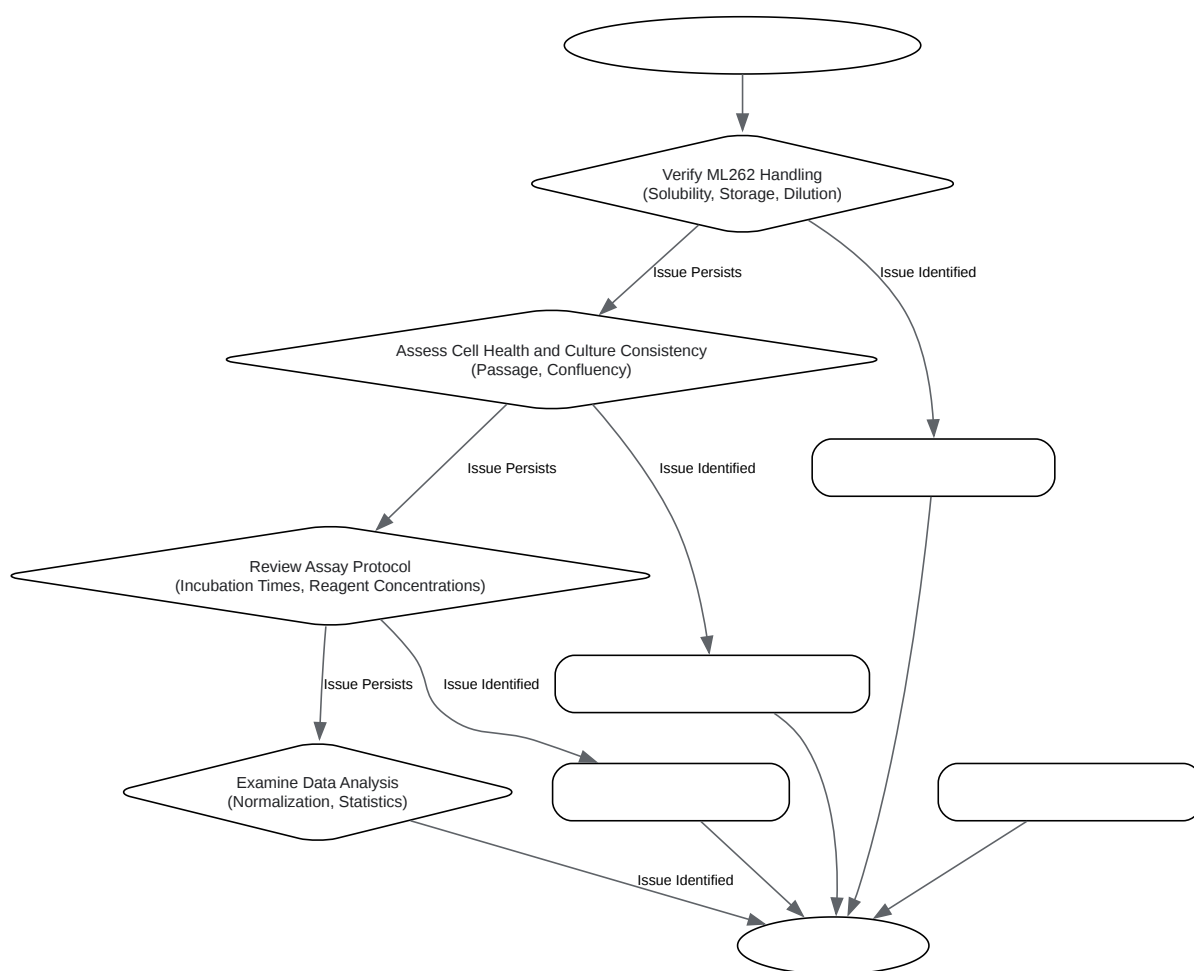 Verify ML262 Handling
(Solubility, Storage, Dilution)
Issue Persists
Issue Identified
Assess Cell Health and Culture Consistency
(Passage, Confluency)
Issue Persists
Issue Identified
Review Assay Protocol
(Incubation Times, Reagent Concentrations)
Issue Persists
Issue Identified
Examine Data Analysis
(Normalization, Statistics)
Issue Identified